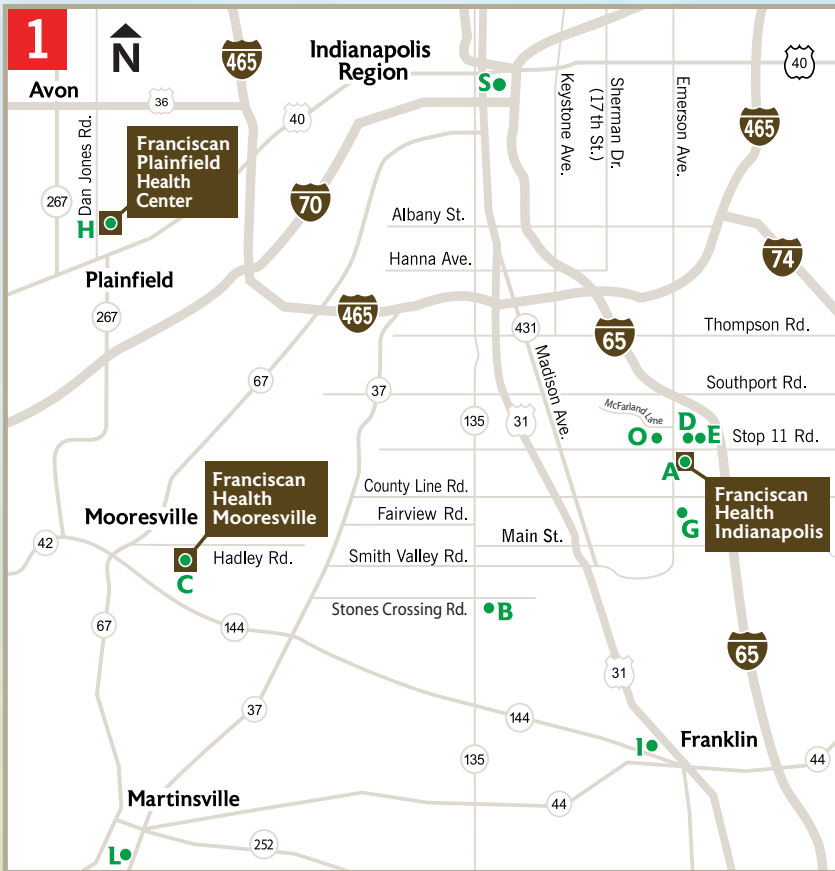 1
N
465
Indianapolis
Region
40
Avon
36
40
S
Keystone Ave.
Sherman Dr.
(17 th St.)
Emerson Ave.
465
Dan Jones Rd.
Franciscan
Plainfield
Health
Center
267
H
70
Albany St.
Hanna Ave.
74
Plainfield
267
465
431
65
Thompson Rd.
67
37
Madison Ave.
Southport Rd.
135
31
McFarland Lane
O
D
E
Stop 11 Rd.
A
Franciscan
Health
Mooresville
County Line Rd.
Franciscan
Health
Indianapolis
Mooresville
Fairview Rd.
G
42
Main St.
Hadley Rd.
Smith Valley Rd.
C
Stones Crossing Rd.
B
67
144
65
31
37
144
I
Franklin
135
44
Martinsville
44
252
L